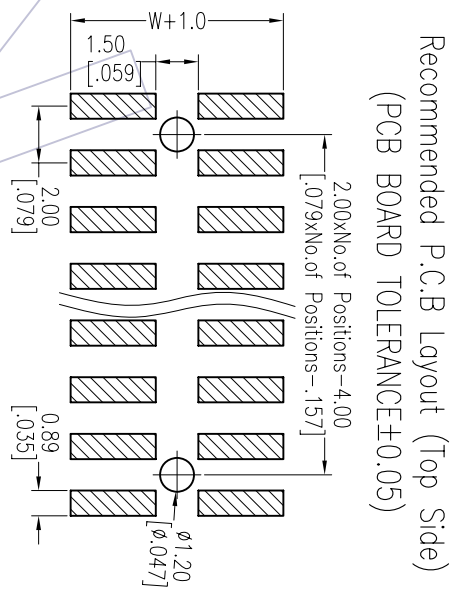 Recommended P.C.B Layout (Top Side)
(PCB BOARD TOLERANCE±0.05)
2.00xNo.of Positions-4.00
[.079xNo.of Positions-.157]
W+1.0
1.50
[.059]
2.00
[.079]
0.89
[.035]
ø1.20
[ø.047]